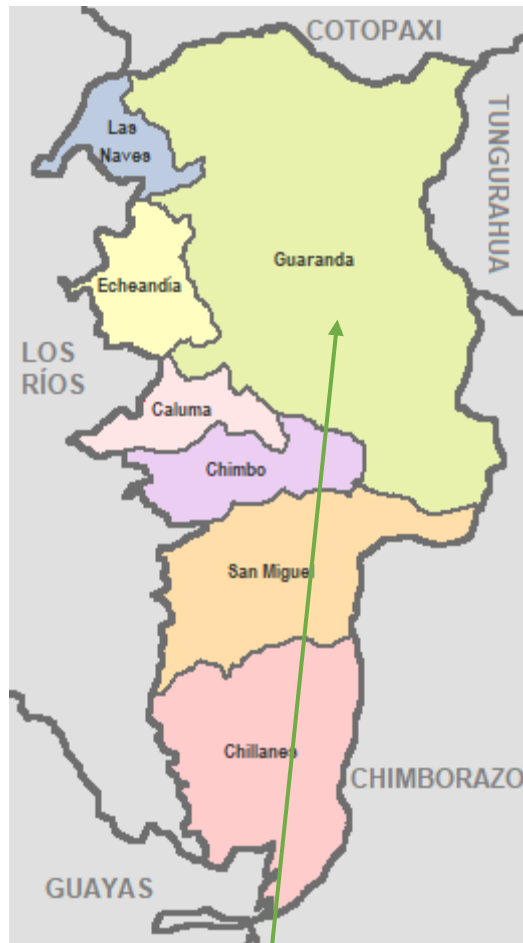 COTOPAXI
TUNGURAHUA
Las
Naves
Guaranda
Echeandía
LOS
RÍOS
Caluma
Chimbo
San Miguel
Chillanes
CHIMBORAZO
GUAYAS